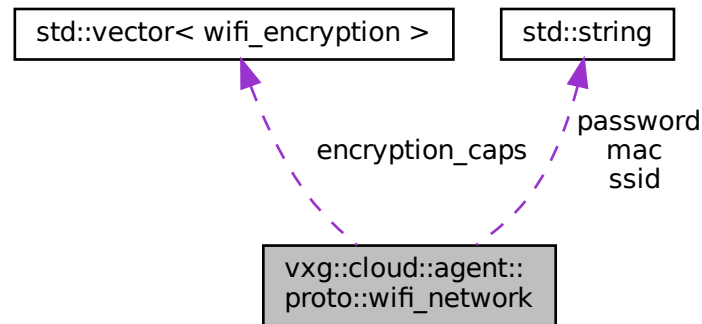 std::vector< wifi_encryption >
std::string
encryption_caps
password
mac
ssid
vxg::cloud::agent::
proto::wifi_network